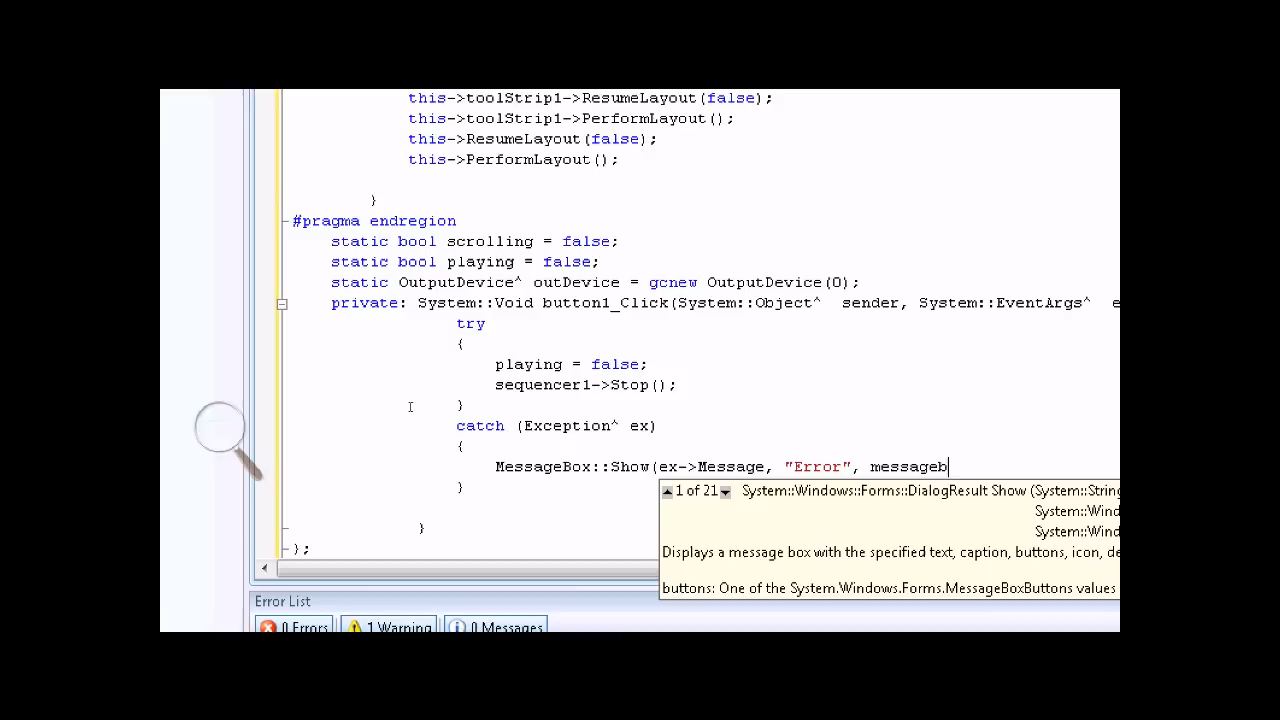 this->toolStrip1->ResumeLayout(false);
this->toolStrip1->PerformLayout();
this->ResumeLayout(false);
this->PerformLayout();
}
#pragma endregion
static bool scrolling = false;
static bool playing = false;
static OutputDevice^ outDevice = gcnew OutputDevice(0);
private: System::Void button1_Click(System::Object^ sender, System::EventArgs^ e
try
{
playing = false;
sequencer1->Stop();
}
catch (Exception^ ex)
{
MessageBox::Show(ex->Message, "Error", messageb
}
1 of 21 System::Windows::Forms::DialogResult Show (System::String
System::Wind
}
System::Wind
};
Displays a message box with the specified text, caption, buttons, icon, de
buttons: One of the System.Windows.Forms.MessageBoxButtons values
Error List
0 Errors 1 Warning 0 Messages